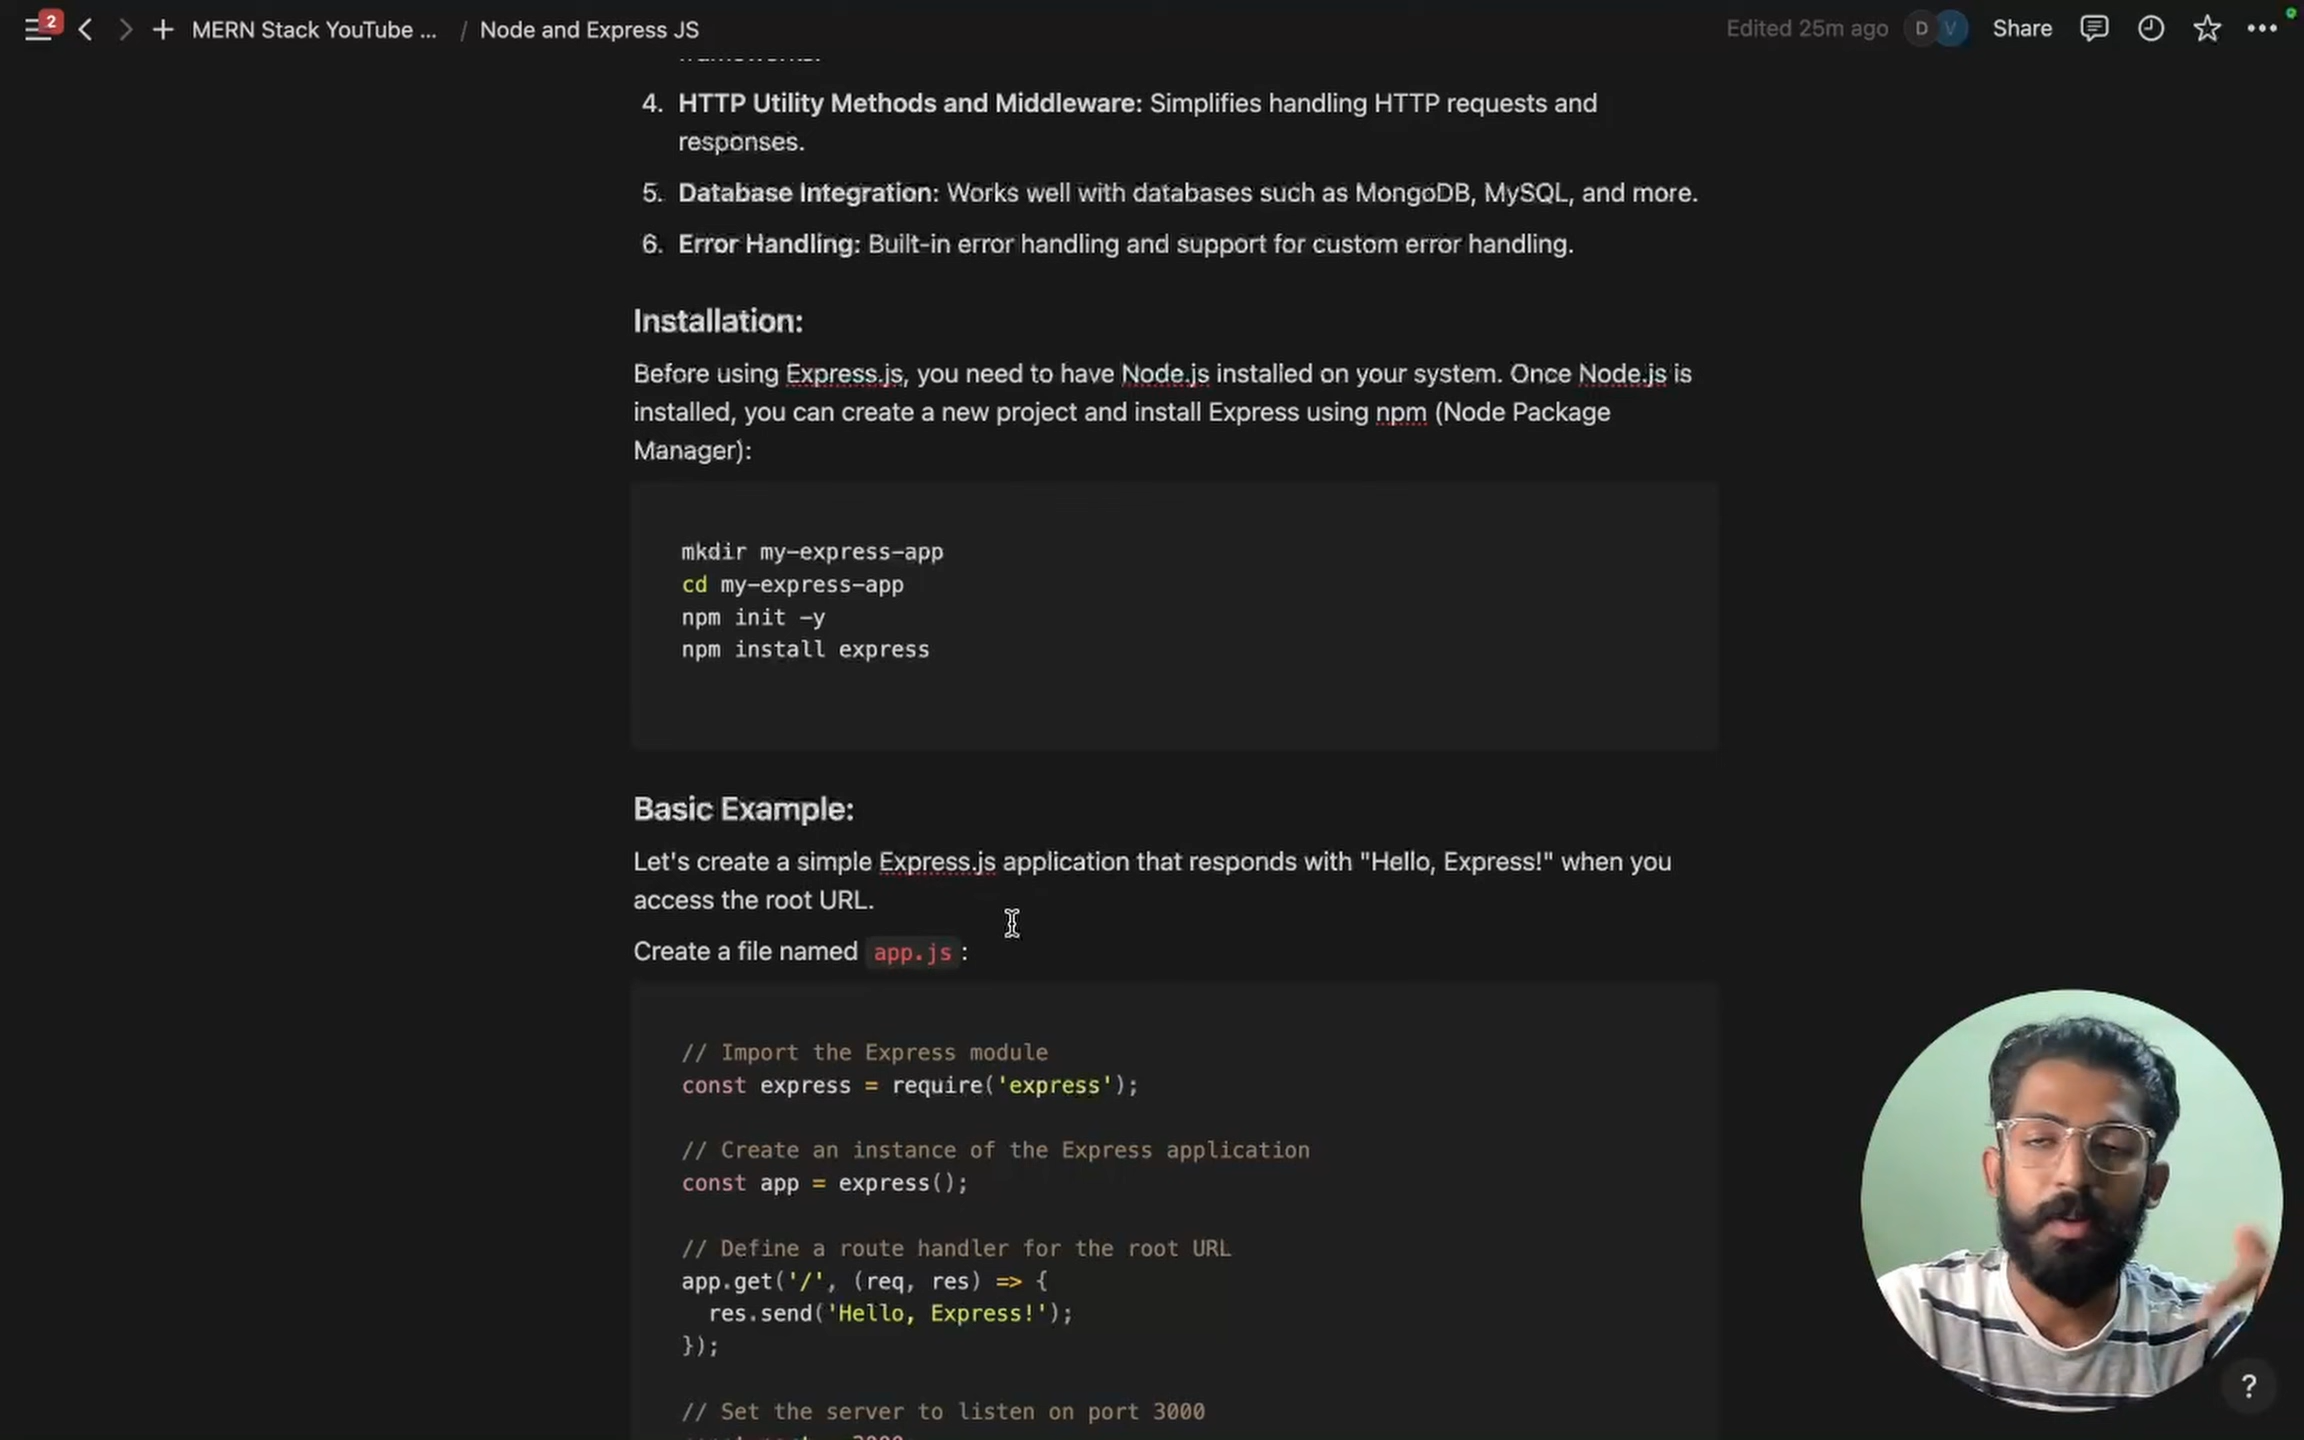 2
MERN Stack YouTube ... / Node and Express JS
Edited 25m ago
D V
Share
4. HTTP Utility Methods and Middleware: Simplifies handling HTTP requests and
responses.
5. Database Integration: Works well with databases such as MongoDB, MySQL, and more.
6. Error Handling: Built-in error handling and support for custom error handling.
Installation:
Before using Express.js, you need to have Node.js installed on your system. Once Node.js is
installed, you can create a new project and install Express using npm (Node Package
Manager):
mkdir my-express-app
cd my-express-app
npm init -y
npm install express
Basic Example:
Let's create a simple Express.js application that responds with "Hello, Express!" when you
access the root URL.
Create a file named app.js :
// Import the Express module
const express = require('express');
// Create an instance of the Express application
const app = express();
// Define a route handler for the root URL
app.get('/', (req, res) => {
  res.send('Hello, Express!');
});
// Set the server to listen on port 3000
?